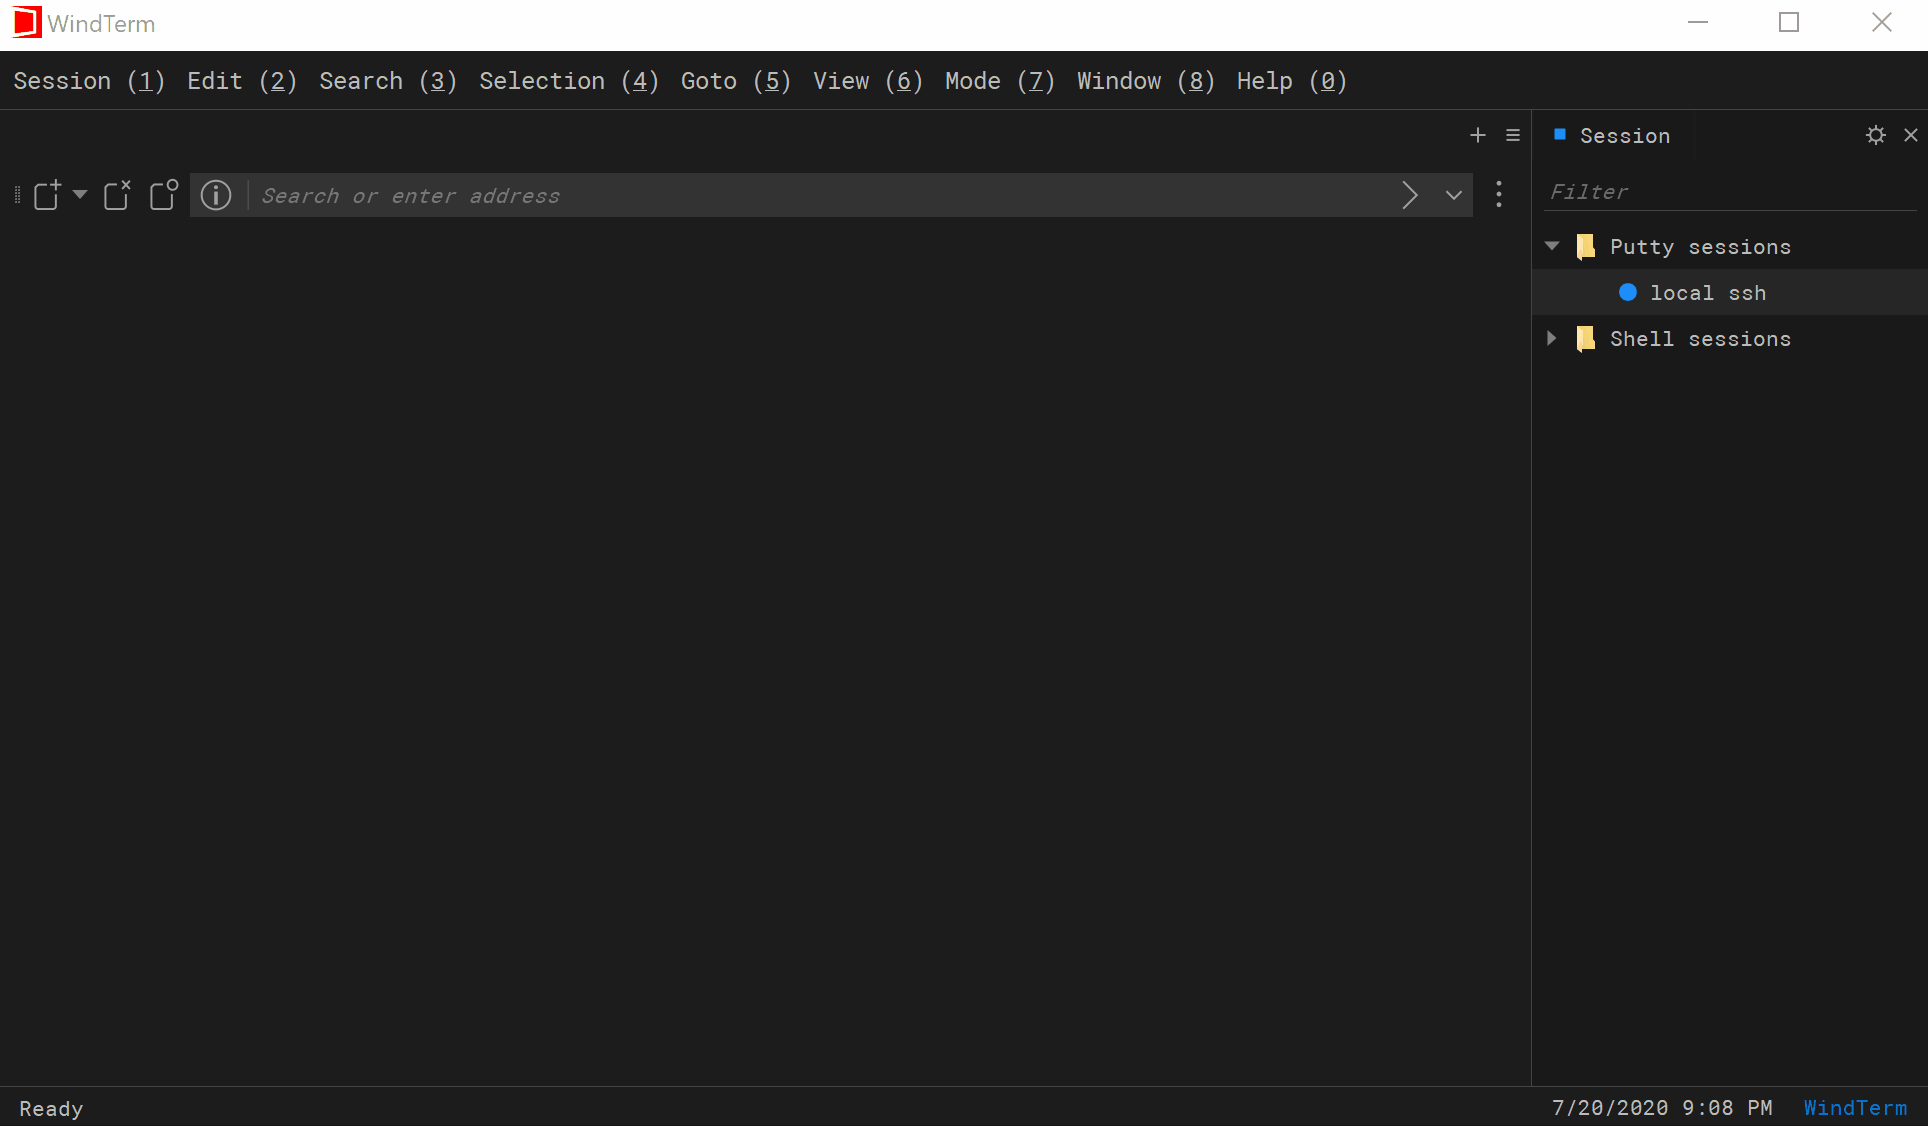 WindTerm
Session (1) Edit (2) Search (3) Selection (4) Goto (5) View (6) Mode (7) Window (8) Help (0)
Session
Search or enter address
Filter
Putty sessions
local ssh
Shell sessions
Ready
7/20/2020 9:08 PM WindTerm